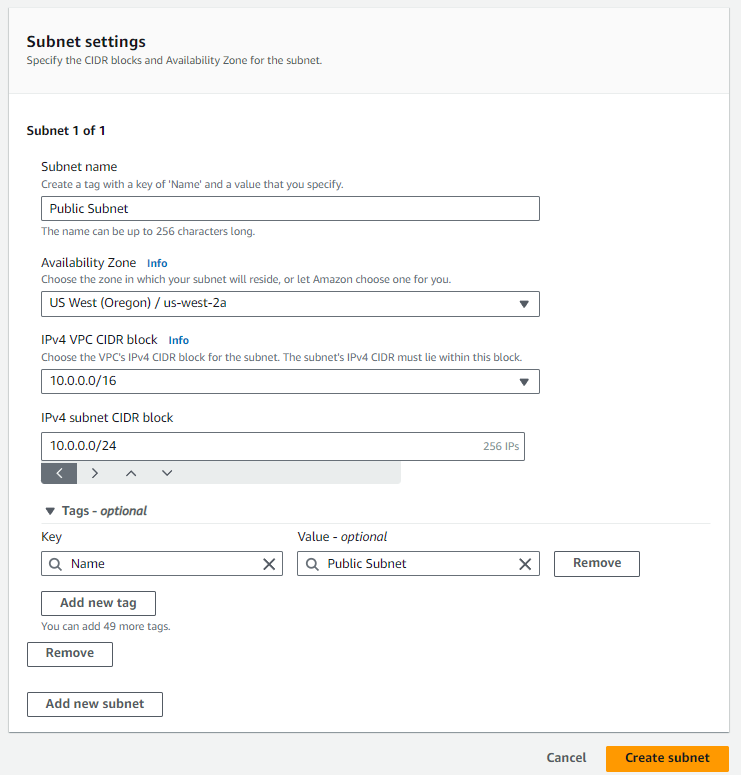 Subnet settings
Specify the CIDR blocks and Availability Zone for the subnet.
Subnet 1 of 1
Subnet name
Create a tag with a key of 'Name' and a value that you specify.
Public Subnet
The name can be up to 256 characters long.
Availability Zone Info
Choose the zone in which your subnet will reside, or let Amazon choose one for you.
US West (Oregon) / us-west-2a
IPv4 VPC CIDR block Info
Choose the VPC's IPv4 CIDR block for the subnet. The subnet's IPv4 CIDR must lie within this block.
10.0.0.0/16
IPv4 subnet CIDR block
10.0.0.0/24 256 IPs
Tags - optional
Key Value - optional
Name Public Subnet Remove
Add new tag
You can add 49 more tags.
Remove
Add new subnet
Cancel Create subnet